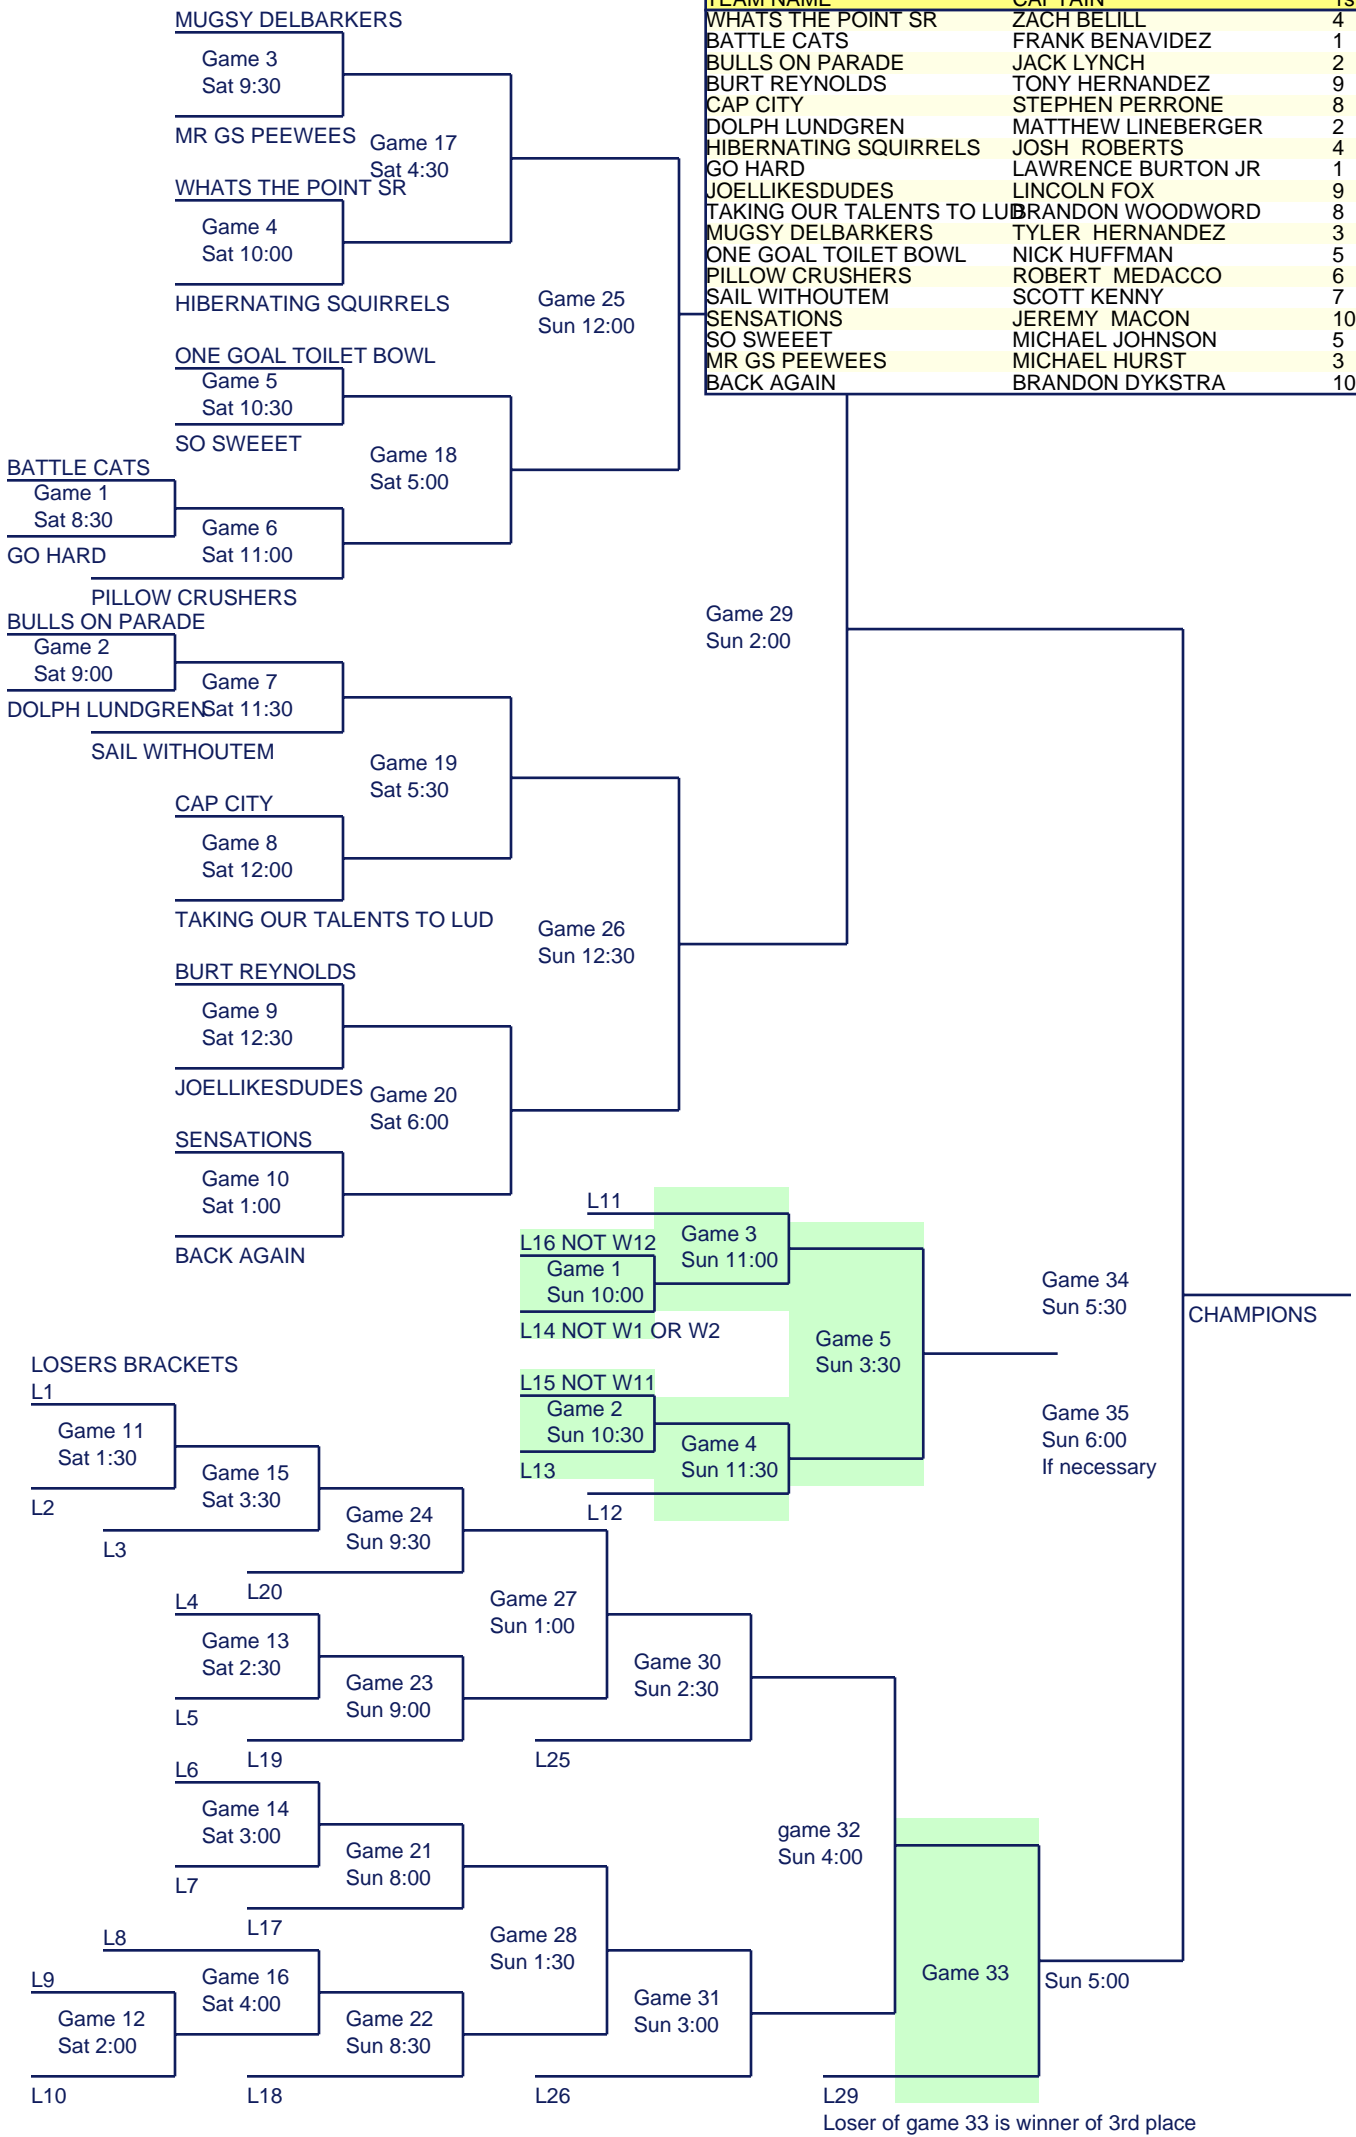 TEAM NAME CAPTAIN 1s
WHATS THE POINT SR ZACH BELILL 4
BATTLE CATS FRANK BENAVIDEZ 1
BULLS ON PARADE JACK LYNCH 2
BURT REYNOLDS TONY HERNANDEZ 9
CAP CITY STEPHEN PERRONE 8
DOLPH LUNDGREN MATTHEW LINEBERGER 2
HIBERNATING SQUIRRELS JOSH ROBERTS 4
GO HARD LAWRENCE BURTON JR 1
JOELLIKESDUDES LINCOLN FOX 9
TAKING OUR TALENTS TO LUD BRANDON WOODWORD 8
MUGSY DELBARKERS TYLER HERNANDEZ 3
ONE GOAL TOILET BOWL NICK HUFFMAN 5
PILLOW CRUSHERS ROBERT MEDACCO 6
SAIL WITHOUTEM SCOTT KENNY 7
SENSATIONS JEREMY MACON 10
SO SWEEET MICHAEL JOHNSON 5
MR GS PEEWEES MICHAEL HURST 3
BACK AGAIN BRANDON DYKSTRA 10
MUGSY DELBARKERS
Game 3
Sat 9:30
MR GS PEEWEES
Game 17
Sat 4:30
WHATS THE POINT SR
Game 4
Sat 10:00
HIBERNATING SQUIRRELS
Game 25
Sun 12:00
ONE GOAL TOILET BOWL
Game 5
Sat 10:30
SO SWEEET
Game 18
Sat 5:00
BATTLE CATS
Game 1
Sat 8:30
GO HARD
Game 6
Sat 11:00
PILLOW CRUSHERS
BULLS ON PARADE
Game 2
Sat 9:00
DOLPH LUNDGREN
Game 7
Sat 11:30
SAIL WITHOUTEM
Game 29
Sun 2:00
Game 19
Sat 5:30
CAP CITY
Game 8
Sat 12:00
TAKING OUR TALENTS TO LUD
Game 26
Sun 12:30
BURT REYNOLDS
Game 9
Sat 12:30
JOELLIKESDUDES
Game 20
Sat 6:00
SENSATIONS
Game 10
Sat 1:00
BACK AGAIN
L11
Game 3
Sun 11:00
L16 NOT W12
Game 1
Sun 10:00
L14 NOT W1 OR W2
Game 5
Sun 3:30
L15 NOT W11
Game 2
Sun 10:30
L13
Game 4
Sun 11:30
L12
Game 34
Sun 5:30
CHAMPIONS
Game 35
Sun 6:00
If necessary
LOSERS BRACKETS
L1
Game 11
Sat 1:30
L2
Game 15
Sat 3:30
L3
Game 24
Sun 9:30
L20
L4
Game 13
Sat 2:30
L5
Game 23
Sun 9:00
L19
Game 27
Sun 1:00
Game 30
Sun 2:30
L25
L6
Game 14
Sat 3:00
L7
Game 21
Sun 8:00
L17
L8
Game 16
Sat 4:00
L9
Game 12
Sat 2:00
L10
Game 22
Sun 8:30
L18
Game 28
Sun 1:30
Game 31
Sun 3:00
L26
game 32
Sun 4:00
Game 33
Sun 5:00
L29
Loser of game 33 is winner of 3rd place